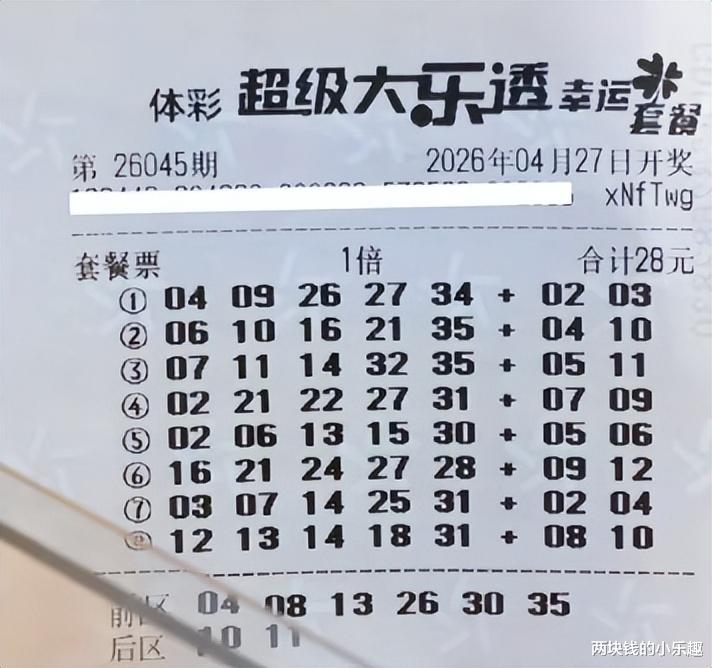 体彩 超级大乐透 幸运套餐
第 26045期 2026年04月27日开奖
xNfTwg
套餐票 1倍 合计28元
① 04 09 26 27 34 + 02 03
② 06 10 16 21 35 + 04 10
③ 07 11 14 32 35 + 05 11
④ 02 21 22 27 31 + 07 09
⑤ 02 06 13 15 30 + 05 06
⑥ 16 21 24 27 28 + 09 12
⑦ 03 07 14 25 31 + 02 04
⑧ 12 13 14 18 31 + 08 10
前区 04 08 13 26 30 35
后区 10 11
两块钱的小乐趣